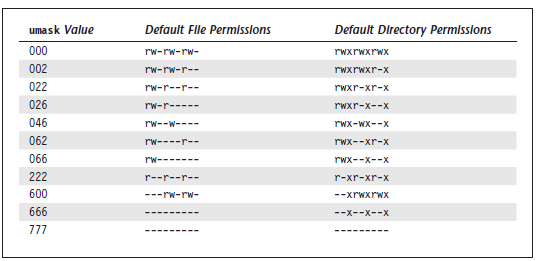 umask Value Default File Permissions Default Directory Permissions
000 rw-rw-rw- rwxrwxrwx
002 rw-rw-r-- rwxrwxr-x
022 rw-r--r-- rwxr-xr-x
026 rw-r----- rwxr-x--x
046 rw--w---- rwx-wx--x
062 rw----r-- rwx--xr-x
066 rw------- rwx--x--x
222 r--r--r-- r-xr-xr-x
600 ---rw-rw- --xrwxrwx
666 --------- --x--x--x
777 --------- ---------